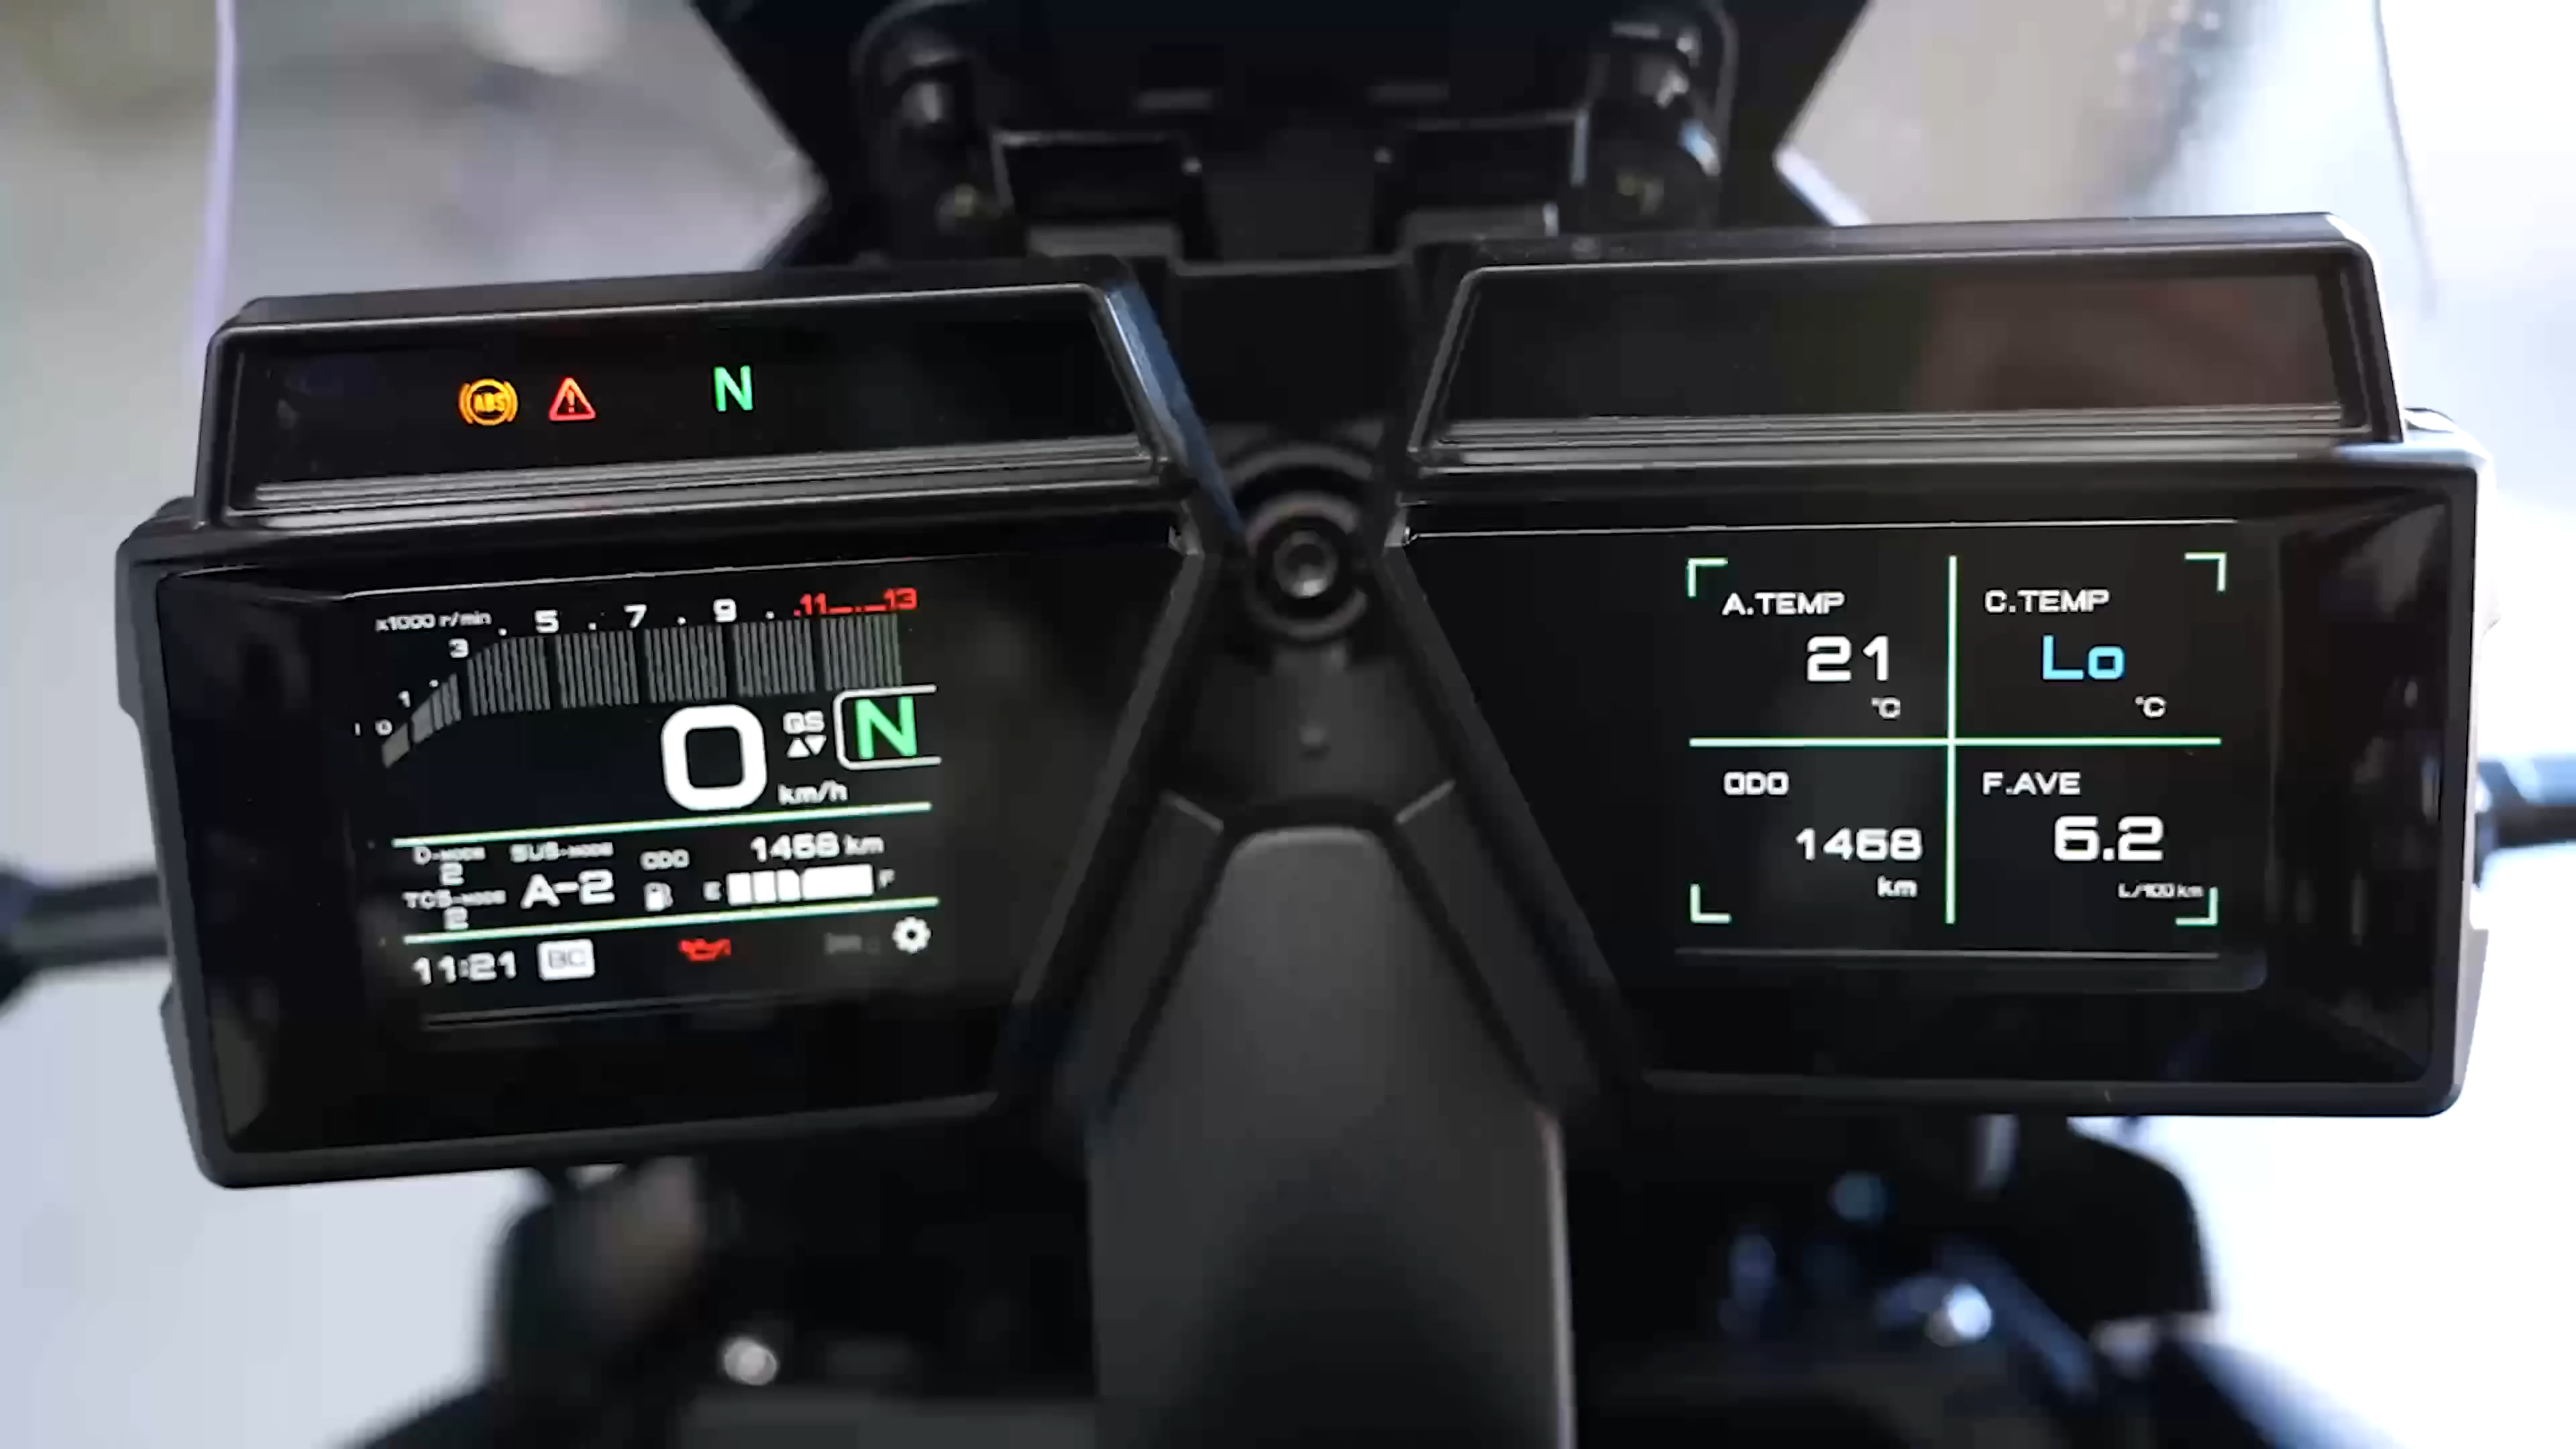 ABS N
x1000 r/min
0 1 3 5 7 9 11 13
0 QS N
km/h
D-MODE SUS-MODE ODO 1468 km
2 A-2 E F
TCS-MODE
2
11:21 BC
A.TEMP
21
°C
C.TEMP
Lo
°C
ODO
1468
km
F.AVE
6.2
L/100 km